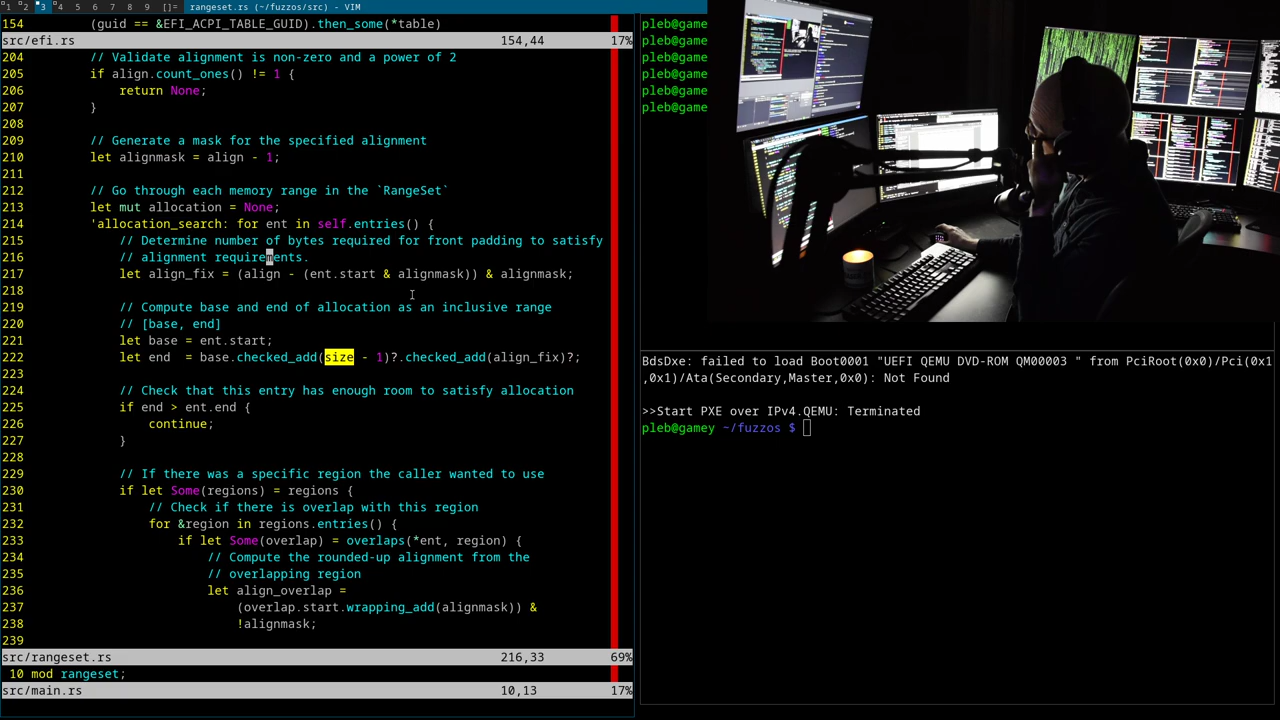 1 2 3 4 5 6 7 8 9 []= rangeset.rs (~/fuzzos/src) - VIM
154 (guid == &EFI_ACPI_TABLE_GUID).then_some(*table)
src/efi.rs 154,44 17%
204 // Validate alignment is non-zero and a power of 2
205 if align.count_ones() != 1 {
206 return None;
207 }
208
209 // Generate a mask for the specified alignment
210 let alignmask = align - 1;
211
212 // Go through each memory range in the `RangeSet`
213 let mut allocation = None;
214 'allocation_search: for ent in self.entries() {
215 // Determine number of bytes required for front padding to satisfy
216 // alignment requirements.
217 let align_fix = (align - (ent.start & alignmask)) & alignmask;
218
219 // Compute base and end of allocation as an inclusive range
220 // [base, end]
221 let base = ent.start;
222 let end = base.checked_add(size - 1)?.checked_add(align_fix)?;
223
224 // Check that this entry has enough room to satisfy allocation
225 if end > ent.end {
226 continue;
227 }
228
229 // If there was a specific region the caller wanted to use
230 if let Some(regions) = regions {
231 // Check if there is overlap with this region
232 for &region in regions.entries() {
233 if let Some(overlap) = overlaps(*ent, region) {
234 // Compute the rounded-up alignment from the
235 // overlapping region
236 let align_overlap =
237 (overlap.start.wrapping_add(alignmask)) &
238 !alignmask;
239
src/rangeset.rs 216,33 69%
10 mod rangeset;
src/main.rs 10,13 17%
pleb@game
pleb@game
pleb@game
pleb@game
pleb@game
pleb@game
BdsDxe: failed to load Boot0001 "UEFI QEMU DVD-ROM QM00003 " from PciRoot(0x0)/Pci(0x1
,0x1)/Ata(Secondary,Master,0x0): Not Found
>>Start PXE over IPv4.QEMU: Terminated
pleb@gamey ~/fuzzos $